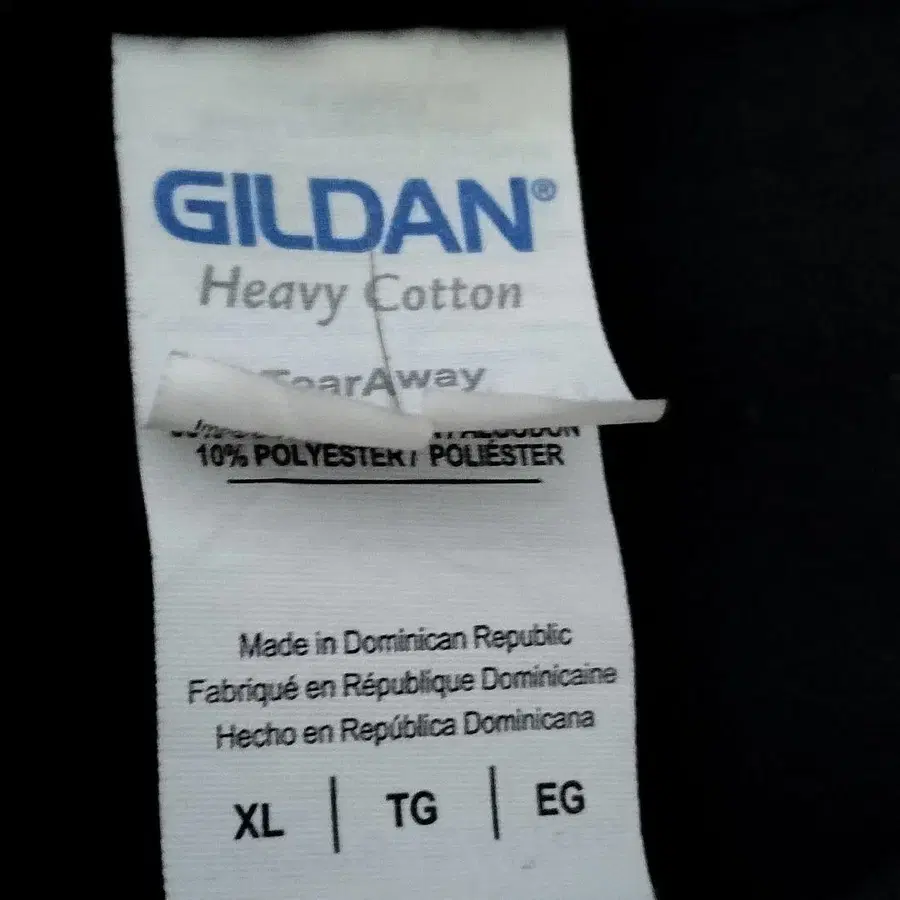 GILDAN®
Heavy Cotton
TearAway
10% POLYESTER / POLIÉSTER
Made in Dominican Republic
Fabriqué en République Dominicaine
Hecho en República Dominicana
XL | TG | EG